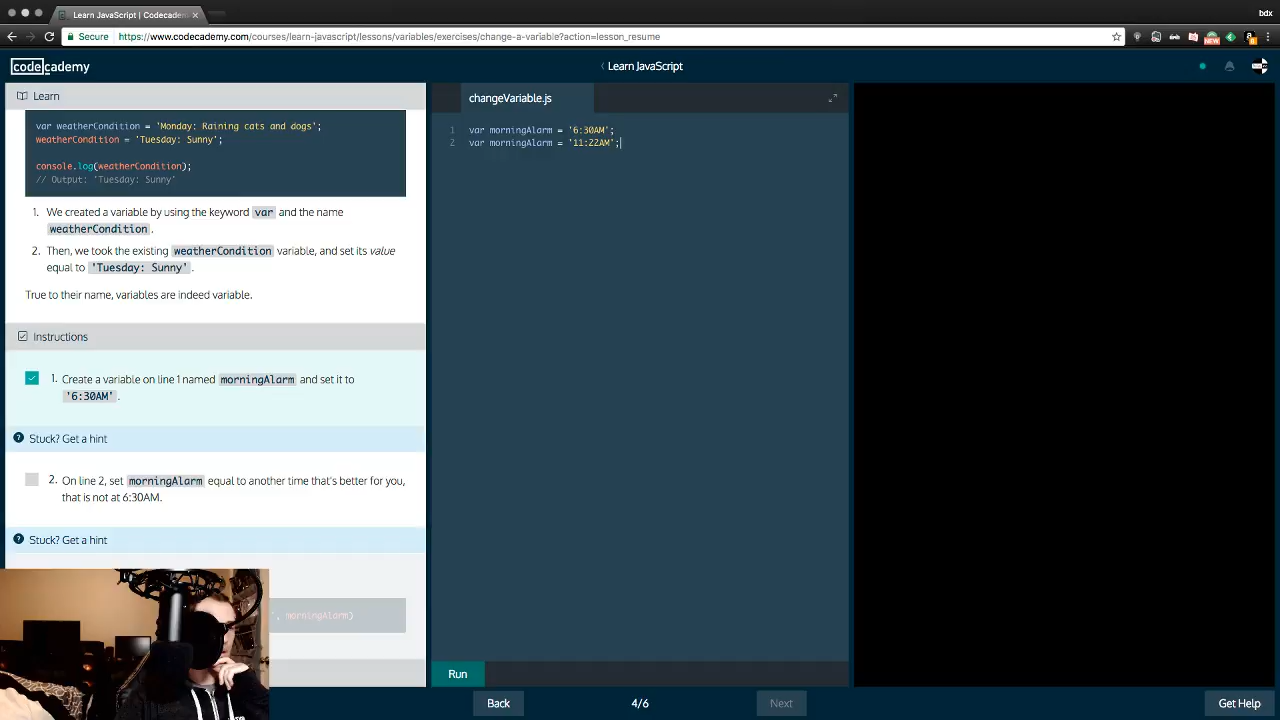 Learn JavaScript | Codecadem
bdx
Secure
https://www.codecademy.com/courses/learn-javascript/lessons/variables/exercises/change-a-variable?action=lesson_resume
NEW
codecademy
Learn JavaScript
Learn
var weatherCondition = 'Monday: Raining cats and dogs';
weatherCondition = 'Tuesday: Sunny';
console.log(weatherCondition);
// Output: 'Tuesday: Sunny'
1. We created a variable by using the keyword var and the name
weatherCondition.
2. Then, we took the existing weatherCondition variable, and set its value
equal to 'Tuesday: Sunny'.
True to their name, variables are indeed variable.
Instructions
1. Create a variable on line 1 named morningAlarm and set it to
'6:30AM'.
Stuck? Get a hint
2. On line 2, set morningAlarm equal to another time that's better for you,
that is not at 6:30AM.
Stuck? Get a hint
', morningAlarm)
changeVariable.js
1 var morningAlarm = '6:30AM';
2 var morningAlarm = '11:22AM';
Run
Back
4/6
Next
Get Help